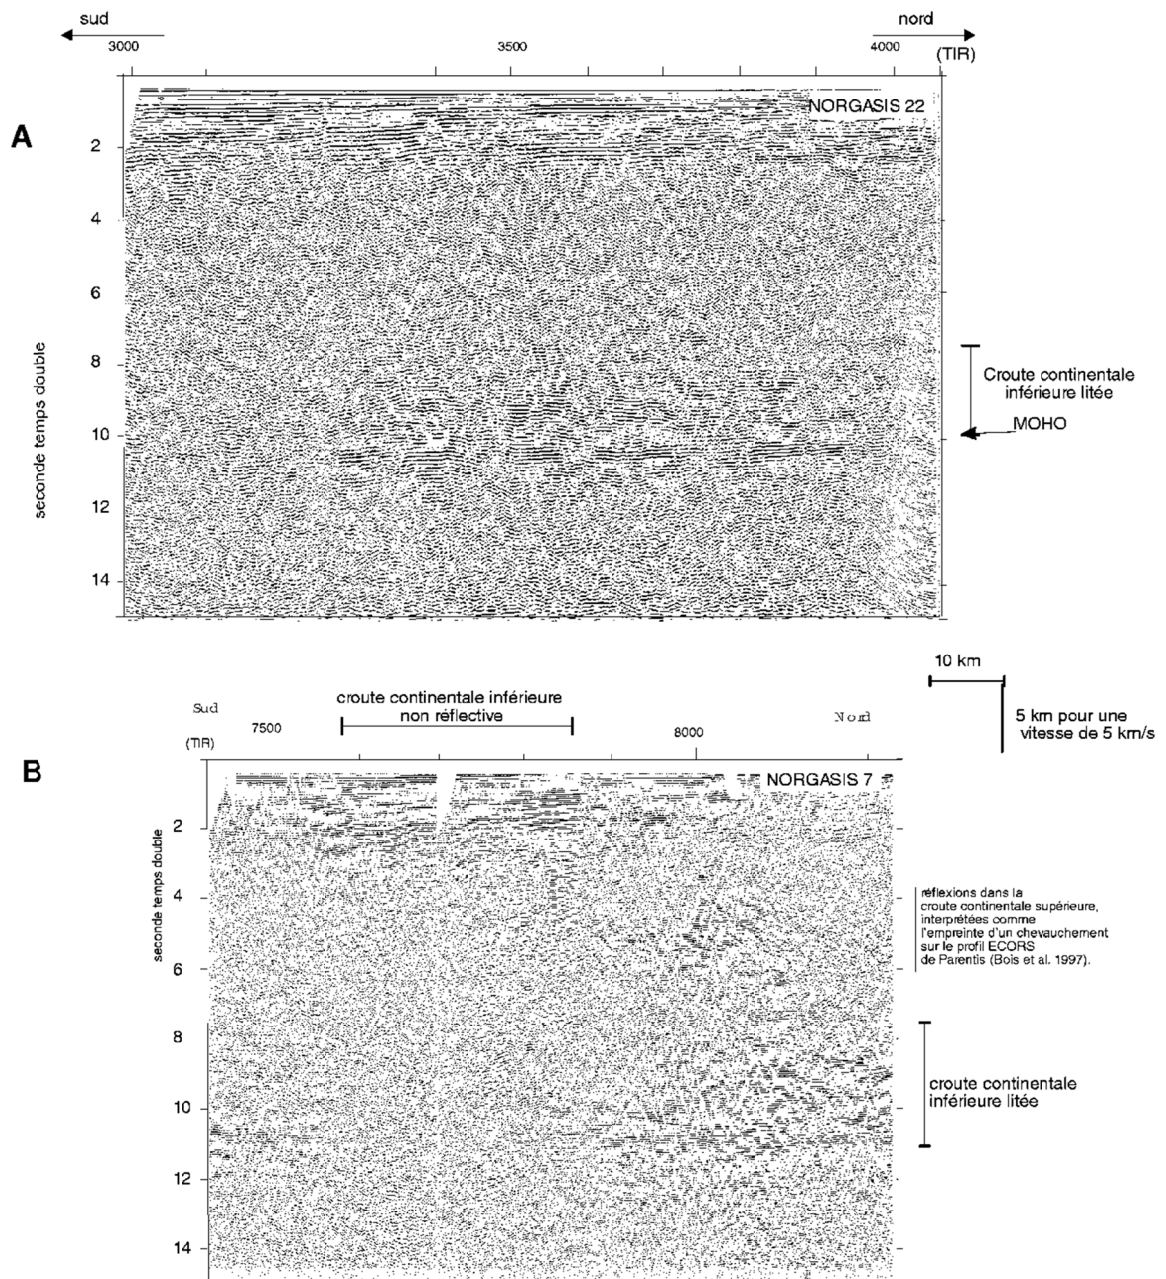 sud
nord
3000
3500
4000
(TIR)
NORGASIS 22
A
2
4
6
8
10
12
14
seconde temps double
Croute continentale
inférieure litée
MOHO
10 km
5 km pour une
vitesse de 5 km/s
croute continentale inférieure
non réflective
Sud
Nord
7500
8000
(TIR)
B
NORGASIS 7
2
4
6
8
10
12
14
seconde temps double
réflexions dans la
croute continentale supérieure,
interprétées comme
l'empreinte d'un chevauchement
sur le profil ECORS
de Parentis (Bois et al. 1997).
croute continentale
inférieure litée